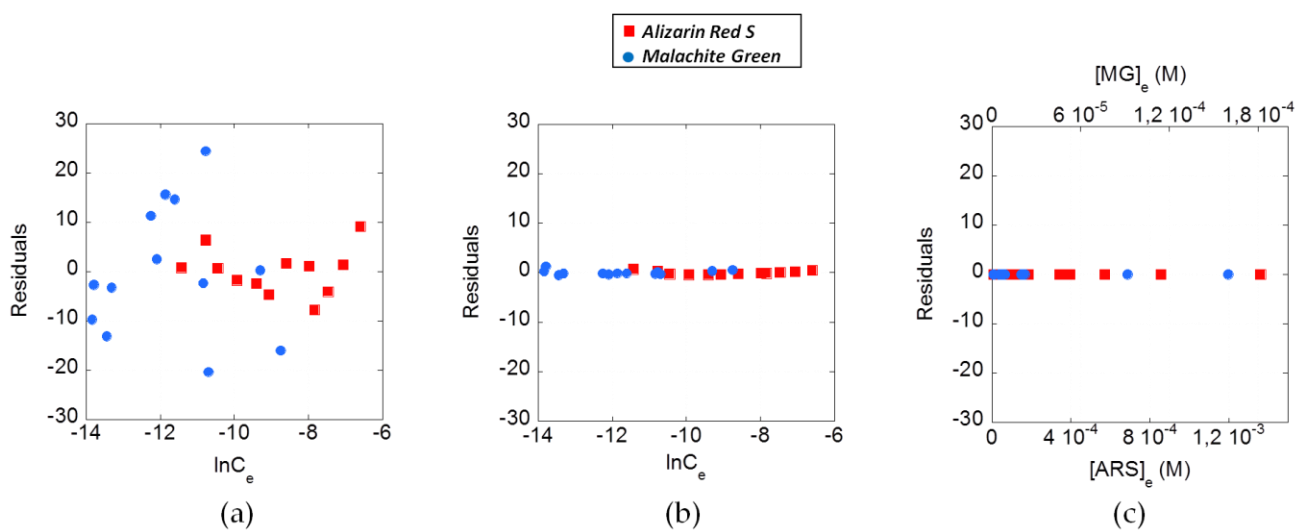 Alizarin Red S
Malachite Green
30
20
10
0
-10
-20
-30
Residuals
-14 -12 -10 -8 -6
lnCe
(a)
30
20
10
0
-10
-20
-30
Residuals
-14 -12 -10 -8 -6
lnCe
(b)
[MG]e (M)
0 6 10-5 1,2 10-4 1,8 10-4
30
20
10
0
-10
-20
-30
Residuals
0 4 10-4 8 10-4 1,2 10-3
[ARS]e (M)
(c)